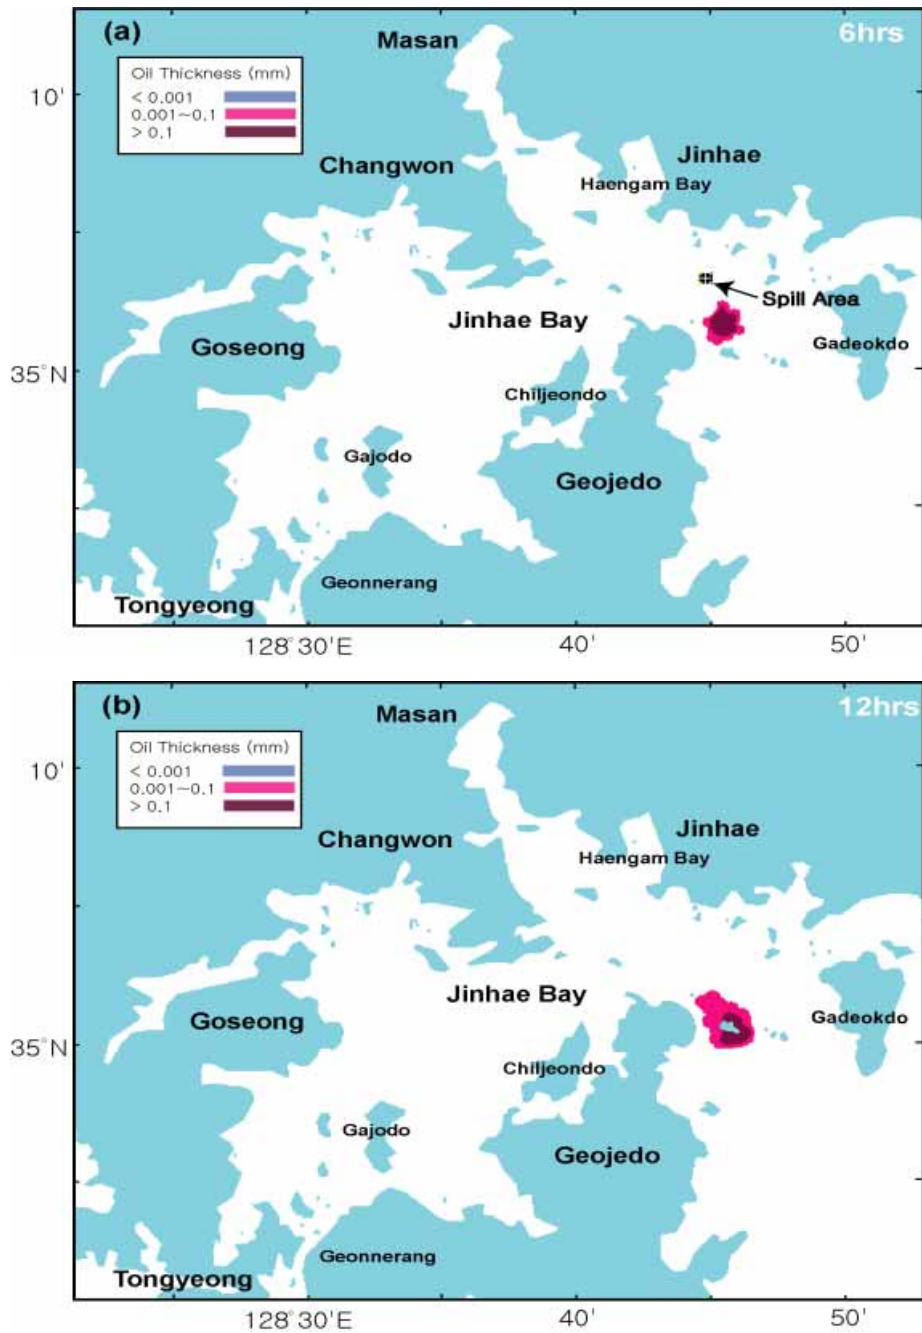 (a)
6hrs
Masan
Oil Thickness (mm)
< 0.001
0.001~0.1
> 0.1
10'
Changwon
Jinhae
Haengam Bay
Spill Area
Jinhae Bay
Goseong
Gadeokdo
35°N
Chiljeondo
Gajodo
Geojedo
Geonnerang
Tongyeong
128°30'E
40'
50'
(b)
12hrs
Masan
Oil Thickness (mm)
< 0.001
0.001~0.1
> 0.1
10'
Changwon
Jinhae
Haengam Bay
Jinhae Bay
Goseong
Gadeokdo
35°N
Chiljeondo
Gajodo
Geojedo
Geonnerang
Tongyeong
128°30'E
40'
50'